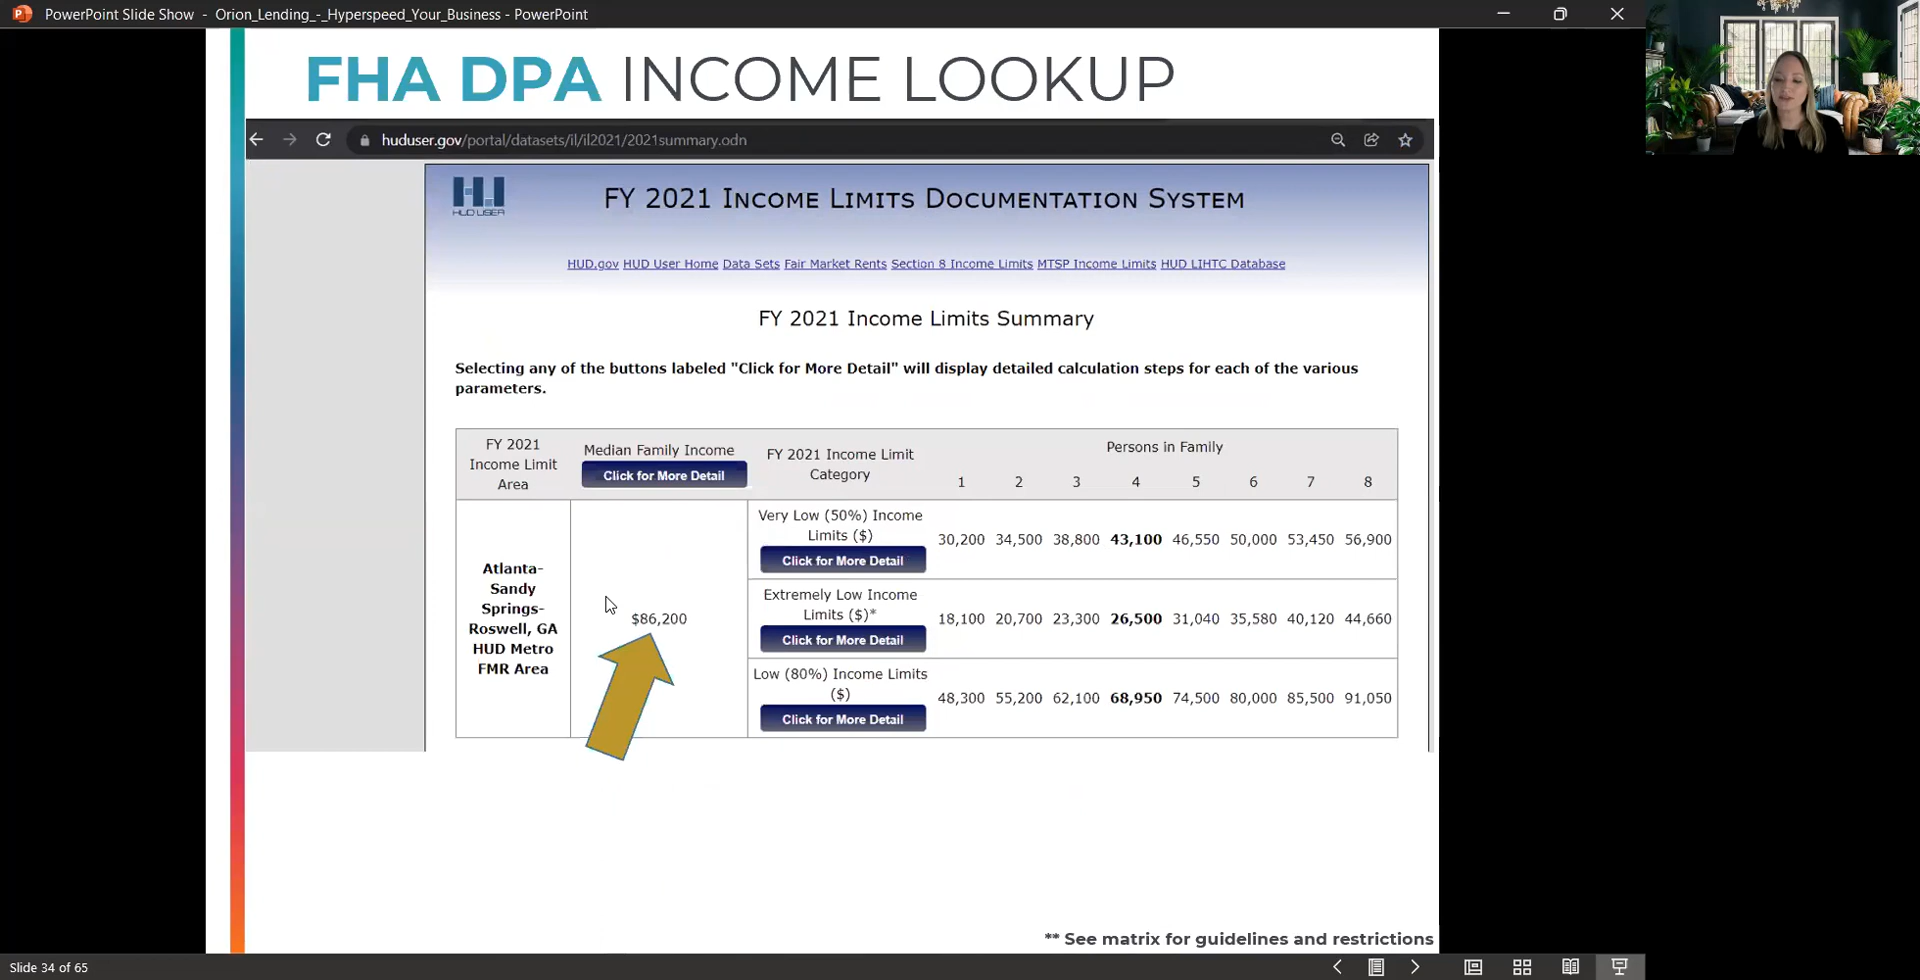 PowerPoint Slide Show - Orion_Lending_-_Hyperspeed_Your_Business - PowerPoint
FHA DPA INCOME LOOKUP
huduser.gov/portal/datasets/il/il2021/2021summary.odn
HUD USER
FY 2021 Income Limits Documentation System
HUD.gov HUD User Home Data Sets Fair Market Rents Section 8 Income Limits MTSP Income Limits HUD LIHTC Database
FY 2021 Income Limits Summary
Selecting any of the buttons labeled "Click for More Detail" will display detailed calculation steps for each of the various
parameters.
FY 2021
Income Limit
Area
Median Family Income
Click for More Detail
FY 2021 Income Limit
Category
Persons in Family
1 2 3 4 5 6 7 8
Atlanta-
Sandy
Springs-
Roswell, GA
HUD Metro
FMR Area
$86,200
Very Low (50%) Income
Limits ($)
Click for More Detail
30,200 34,500 38,800 43,100 46,550 50,000 53,450 56,900
Extremely Low Income
Limits ($)*
Click for More Detail
18,100 20,700 23,300 26,500 31,040 35,580 40,120 44,660
Low (80%) Income Limits
($)
Click for More Detail
48,300 55,200 62,100 68,950 74,500 80,000 85,500 91,050
** See matrix for guidelines and restrictions
Slide 34 of 65